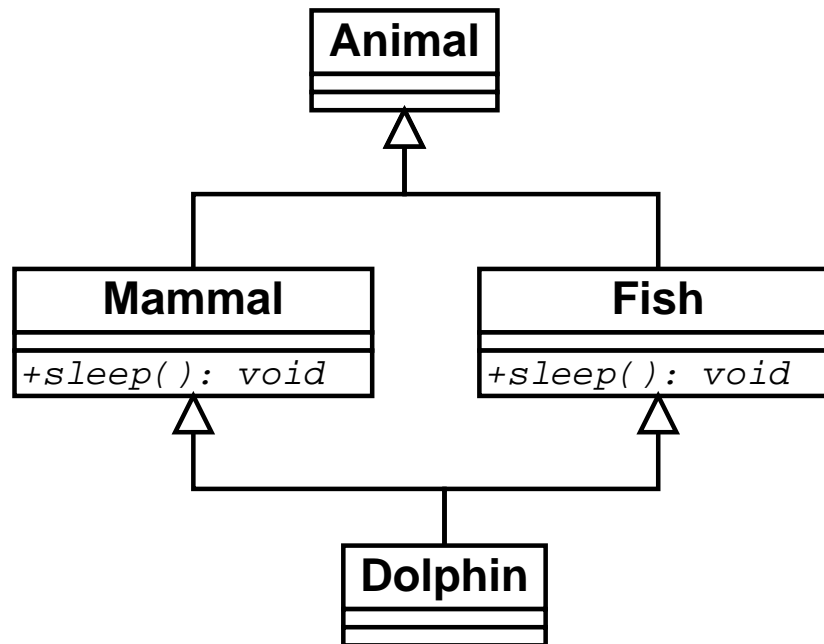 Animal
Mammal
Fish
+sleep(): void
+sleep(): void
Dolphin